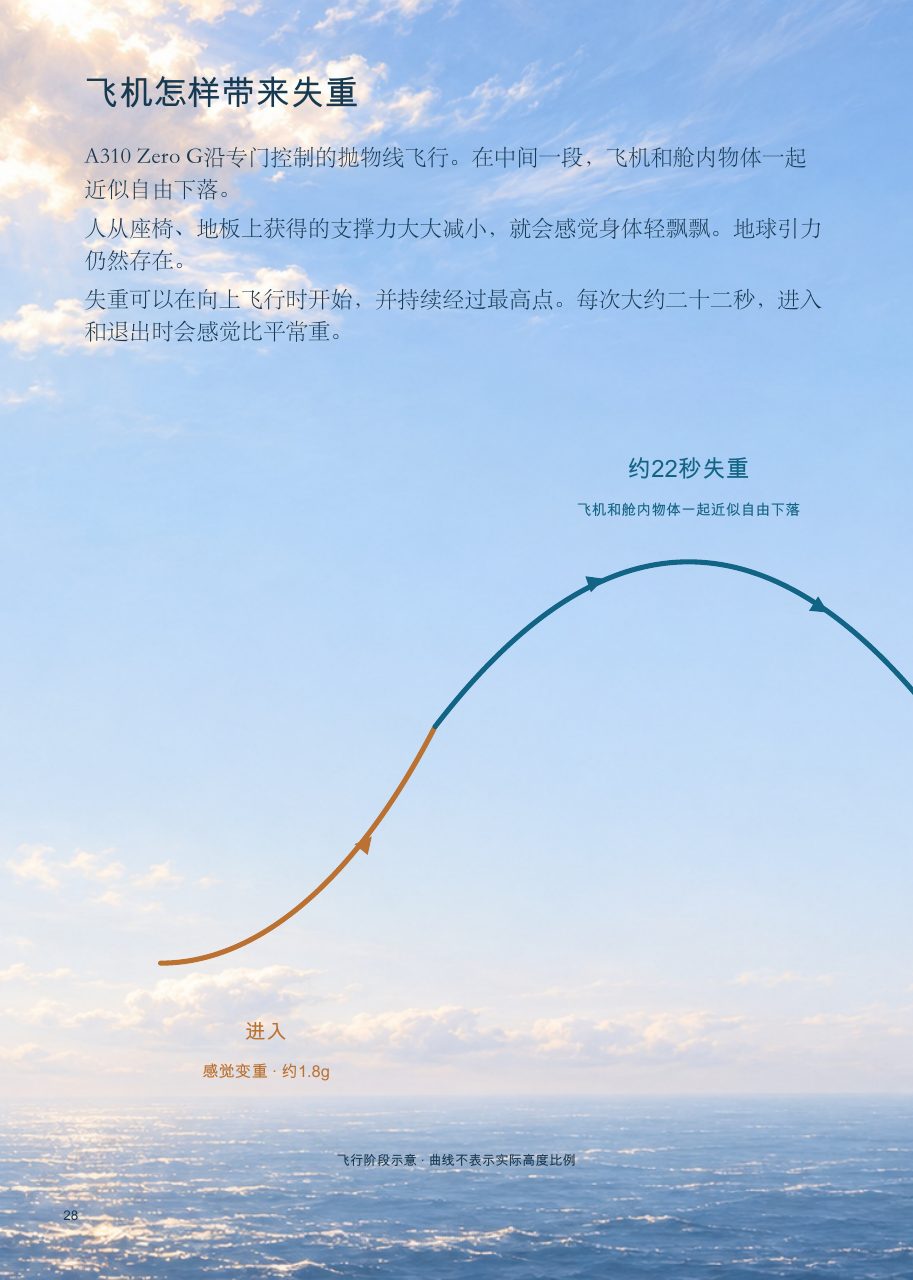 飞机怎样带来失重
A310 Zero G沿专门控制的抛物线飞行。在中间一段，飞机和舱内物体一起
近似自由下落。
人从座椅、地板上获得的支撑力大大减小，就会感觉身体轻飘飘。地球引力
仍然存在。
失重可以在向上飞行时开始，并持续经过最高点。每次大约二十二秒，进入
和退出时会感觉比平常重。
约22秒失重
飞机和舱内物体一起近似自由下落
进入
感觉变重 · 约1.8g
飞行阶段示意 · 曲线不表示实际高度比例
28